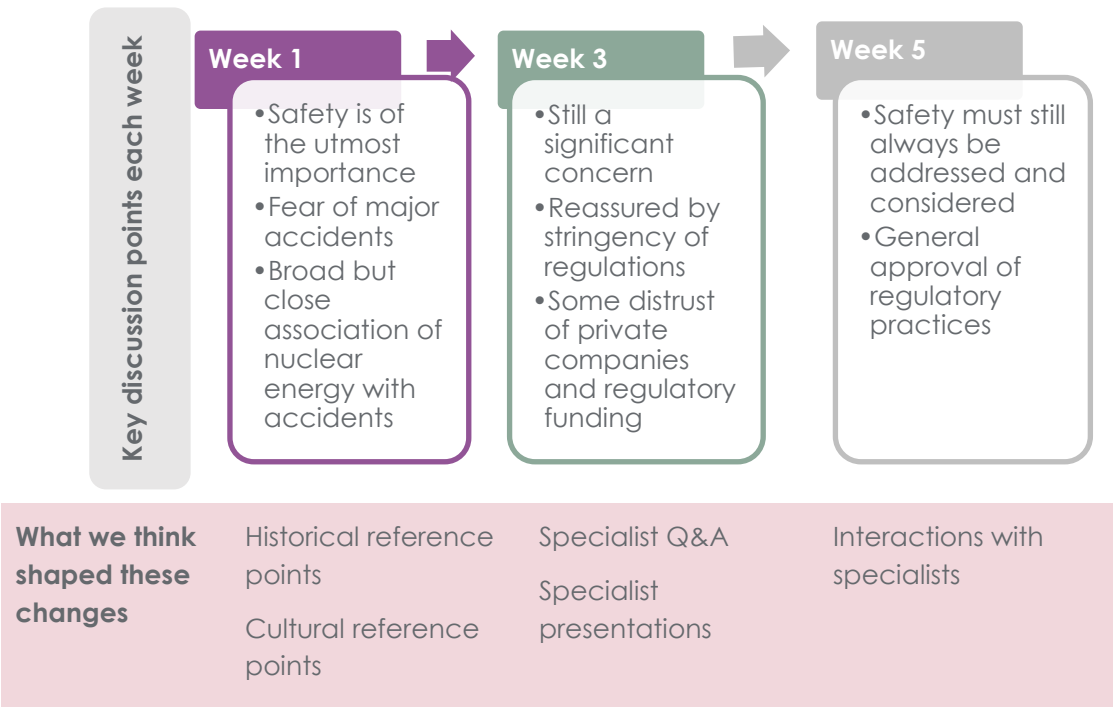 Key discussion points each week
Week 1
•Safety is of
the utmost
importance
•Fear of major
accidents
•Broad but
close
association of
nuclear
energy with
accidents
Week 3
•Still a
significant
concern
•Reassured by
stringency of
regulations
•Some distrust
of private
companies
and regulatory
funding
Week 5
•Safety must still
always be
addressed and
considered
•General
approval of
regulatory
practices
What we think
shaped these
changes
Historical reference
points
Cultural reference
points
Specialist Q&A
Specialist
presentations
Interactions with
specialists